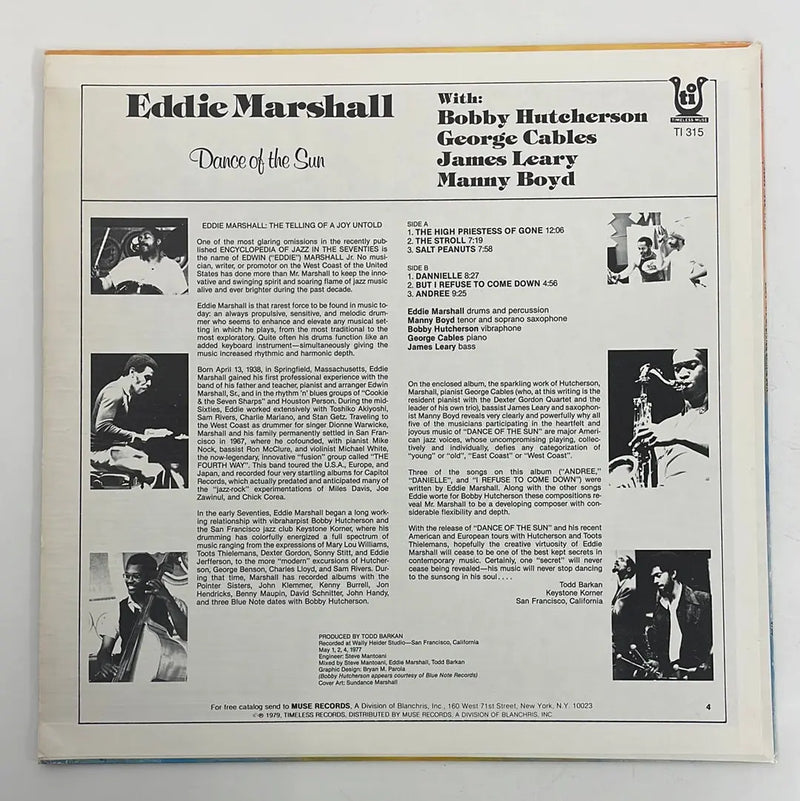 Eddie Marshall
Dance of the Sun
With:
Bobby Hutcherson
George Cables
James Leary
Manny Boyd
ti
TIMELESS MUSE
TI 315
EDDIE MARSHALL: THE TELLING OF A JOY UNTOLD
One of the most glaring omissions in the recently pub-
lished ENCYCLOPEDIA OF JAZZ IN THE SEVENTIES is
the name of EDWIN ("EDDIE") MARSHALL Jr. No musi-
cian, writer, or promoter on the West Coast of the United
States has done more than Mr. Marshall to keep the inno-
vative and swinging spirit and soaring flame of jazz music
alive and ever brighter during the past decade.
Eddie Marshall is that rarest force to be found in music to-
day: an always propulsive, sensitive, and melodic drum-
mer who seems to enhance and elevate any musical set-
ting in which he plays, from the most traditional to the
most exploratory. Quite often his drums function like an
added keyboard instrument—simultaneously giving the
music increased rhythmic and harmonic depth.
Born April 13, 1938, in Springfield, Massachusetts, Eddie
Marshall gained his first professional experience with the
band of his father and teacher, pianist and arranger Edwin
Marshall, Sr., and in the rhythm 'n' blues groups of "Cookie
& the Seven Sharps" and Houston Person. During the mid-
Sixties, Eddie worked extensively with Toshiko Akiyoshi,
Sam Rivers, Charlie Mariano, and Stan Getz. Traveling to
the West Coast as drummer for singer Dionne Warwicke,
Marshall and his family permanently settled in San Fran-
cisco in 1967, where he cofounded, with pianist Mike
Nock, bassist Ron McClure, and violinist Michael White,
the now-legendary, innovative "fusion" group called "THE
FOURTH WAY". This band toured the U.S.A., Europe, and
Japan, and recorded four very startling albums for Capitol
Records, which actually predated and anticipated many of
the "jazz-rock" experimentations of Miles Davis, Joe
Zawinul, and Chick Corea.
In the early Seventies, Eddie Marshall began a long work-
ing relationship with vibraharpist Bobby Hutcherson and
the San Francisco jazz club Keystone Korner, where his
drumming has colorfully energized a full spectrum of
music ranging from the expressions of Mary Lou Williams,
Toots Thielemans, Dexter Gordon, Sonny Stitt, and Eddie
Jerfferson, to the more "modern" excursions of Hutcher-
son, George Benson, Charles Lloyd, and Sam Rivers. Dur-
ing that time, Marshall has recorded albums with the
Pointer Sisters, John Klemmer, Kenny Burrell, Jon
Hendricks, Benny Maupin, David Schnitter, John Handy,
and three Blue Note dates with Bobby Hutcherson.
SIDE A
1. THE HIGH PRIESTESS OF GONE 12:06
2. THE STROLL 7:19
3. SALT PEANUTS 7:58
SIDE B
1. DANNIELLE 8:27
2. BUT I REFUSE TO COME DOWN 4:56
3. ANDREE 9:25
Eddie Marshall drums and percussion
Manny Boyd tenor and soprano saxophone
Bobby Hutcherson vibraphone
George Cables piano
James Leary bass
On the enclosed album, the sparkling work of Hutcherson,
Marshall, pianist George Cables (who, at this writing is the
resident pianist with the Dexter Gordon Quartet and the
leader of his own trio), bassist James Leary and saxophon-
ist Manny Boyd reveals very clearly and powerfully why all
five of the musicians participating in the heartfelt and
joyous music of "DANCE OF THE SUN" are major Ameri-
can jazz voices, whose uncompromising playing, collec-
tively and individually, defies any categorization of
"young" or "old", "East Coast" or "West Coast".
Three of the songs on this album ("ANDREE,"
"DANIELLE", and "I REFUSE TO COME DOWN") were
written by Eddie Marshall. Along with the other songs
Eddie worte for Bobby Hutcherson these compositions re-
veal Mr. Marshall to be a developing composer with con-
siderable flexibility and depth.
With the release of "DANCE OF THE SUN" and his recent
American and European tours with Hutcherson and Toots
Thielemans, hopefully the creative virtuosity of Eddie
Marshall will cease to be one of the best kept secrets in
contemporary music. Certainly, one "secret" will never
cease being revealed—his music will never stop dancing
to the sunsong in his soul....
Todd Barkan
Keystone Korner
San Francisco, California
PRODUCED BY TODD BARKAN
Recorded at Wally Heider Studio—San Francisco, California
May 1, 2, 4, 1977
Engineer: Steve Mantoani
Mixed by Steve Mantoani, Eddie Marshall, Todd Barkan
Graphic Design: Bryan M. Parola
(Bobby Hutcherson appears courtesy of Blue Note Records)
Cover Art: Sundance Marshall
For free catalog send to MUSE RECORDS, A Division of Blanchris, Inc., 160 West 71st Street, New York, N.Y. 10023
©℗ 1979, TIMELESS RECORDS, DISTRIBUTED BY MUSE RECORDS, A DIVISION OF BLANCHRIS, INC.
4